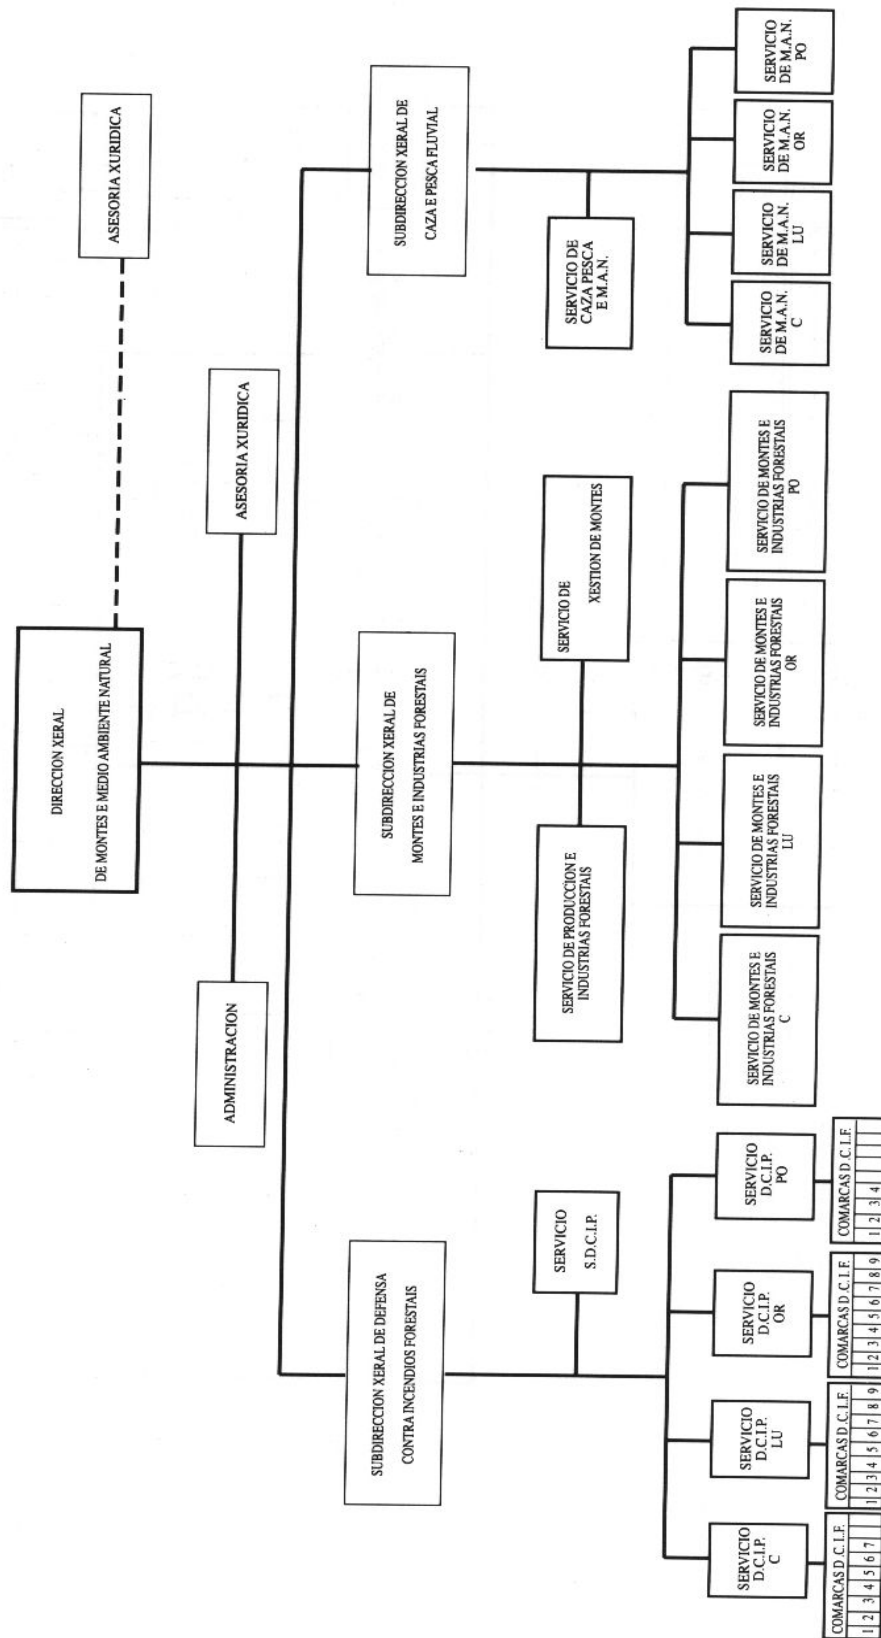 DIRECCION XERAL
DE MONTES E MEDIO AMBIENTE NATURAL
ASESORIA XURIDICA
ADMINISTRACION
ASESORIA XURIDICA
SUBDIRECCION XERAL DE DEFENSA
CONTRA INCENDIOS FORESTAIS
SUBDIRECCION XERAL DE
MONTES E INDUSTRIAS FORESTAIS
SUBDIRECCION XERAL DE
CAZA E PESCA FLUVIAL
SERVICIO
S.D.C.I.P.
SERVICIO DE PRODUCCION E
INDUSTRIAS FORESTAIS
SERVICIO DE
XESTION DE MONTES
SERVICIO DE
CAZA PESCA
E M.A.N.
SERVICIO
D.C.I.P.
C
SERVICIO
D.C.I.P.
LU
SERVICIO
D.C.I.P.
OR
SERVICIO
D.C.I.P.
PO
SERVICIO DE MONTES E
INDUSTRIAS FORESTAIS
C
SERVICIO DE MONTES E
INDUSTRIAS FORESTAIS
LU
SERVICIO DE MONTES E
INDUSTRIAS FORESTAIS
OR
SERVICIO DE MONTES E
INDUSTRIAS FORESTAIS
PO
SERVICIO
DE M.A.N.
C
SERVICIO
DE M.A.N.
LU
SERVICIO
DE M.A.N.
OR
SERVICIO
DE M.A.N.
PO
COMARCAS D.C.I.F.
1 2 3 4 5 6 7
COMARCAS D.C.I.F.
1 2 3 4 5 6 7 8 9
COMARCAS D.C.I.F.
1 2 3 4 5 6 7 8 9
COMARCAS D.C.I.F.
1 2 3 4